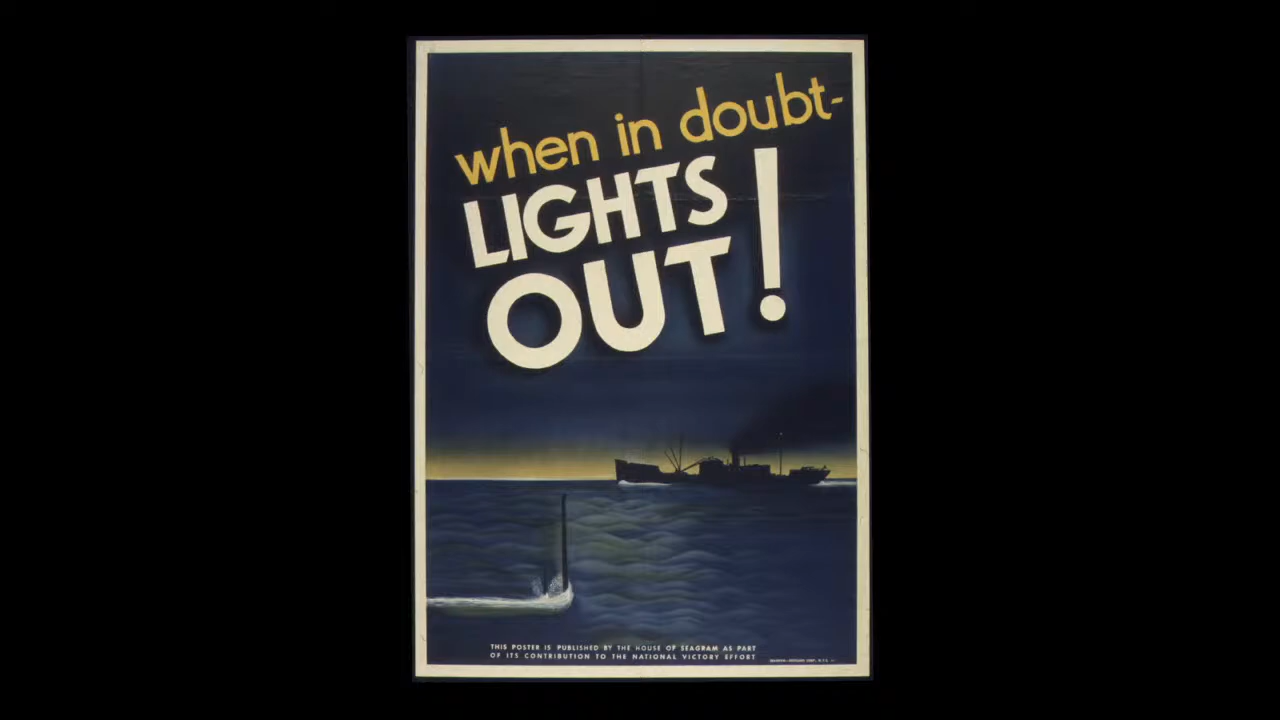 when in doubt-
LIGHTS
OUT!
THIS POSTER IS PUBLISHED BY THE HOUSE OF SEAGRAM AS PART
OF ITS CONTRIBUTION TO THE NATIONAL VICTORY EFFORT